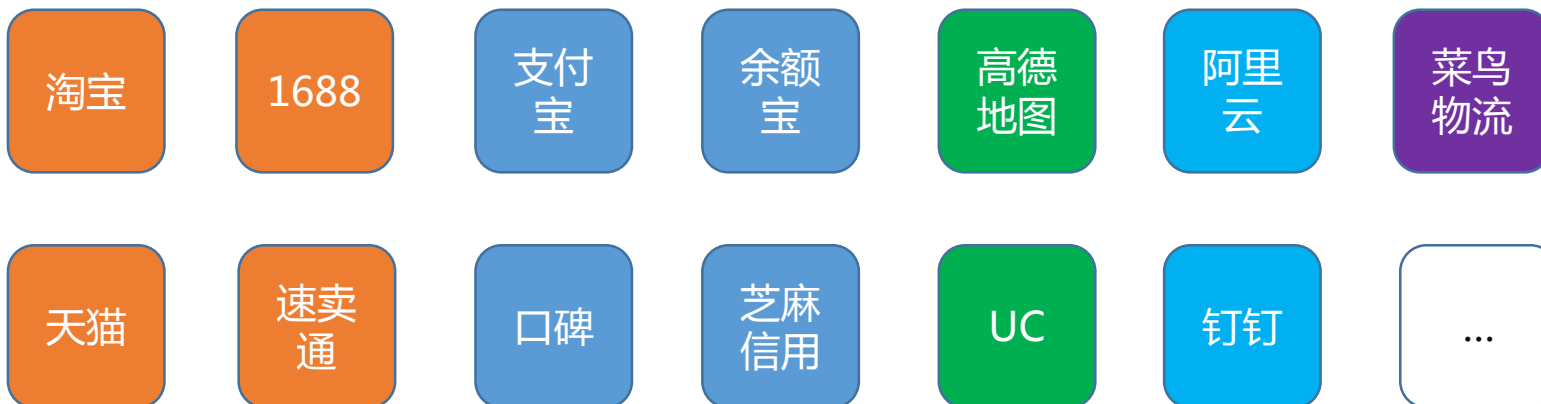 淘宝
1688
支付
宝
余额
宝
高德
地图
阿里
云
菜鸟
物流
天猫
速卖
通
口碑
芝麻
信用
UC
钉钉
...